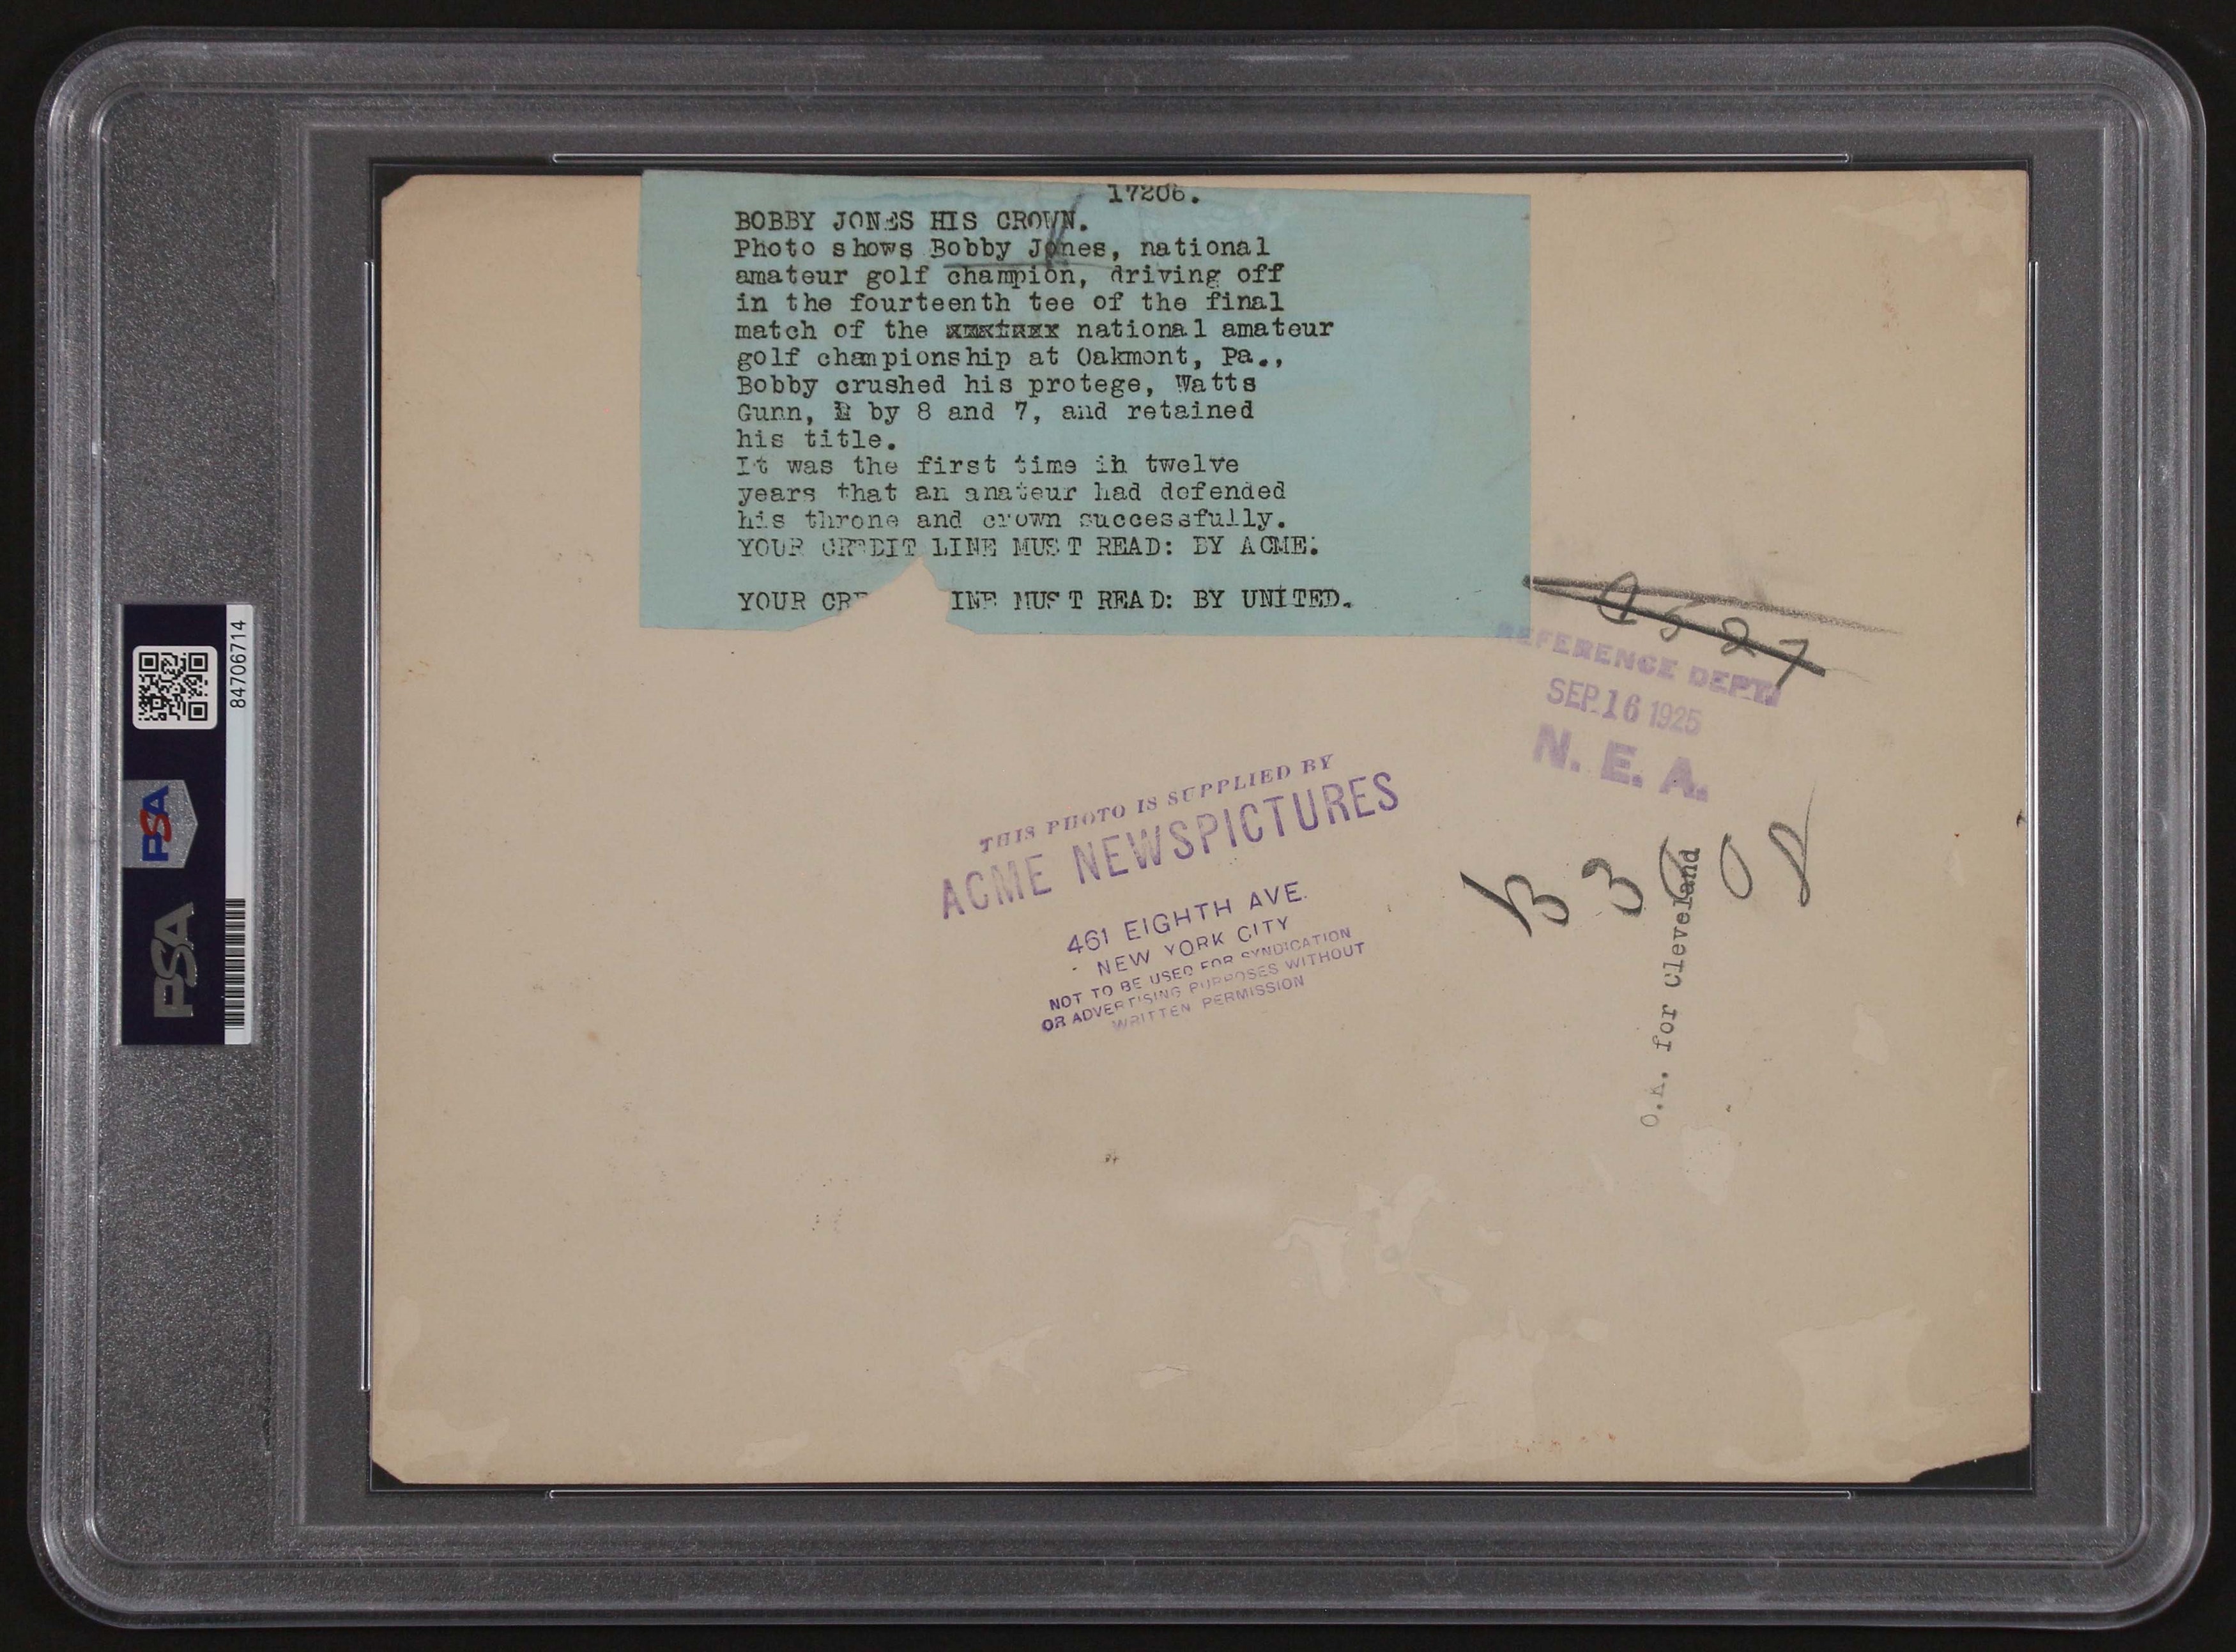 17206.
BOBBY JONES HIS CROWN.
Photo shows Bobby Jones, national
amateur golf champion, driving off
in the fourteenth tee of the final
match of the national amateur
golf championship at Oakmont, Pa.,
Bobby crushed his protege, Watts
Gunn, by 8 and 7, and retained
his title.
It was the first time in twelve
years that an anateur had defended
his throne and crown successfully.
YOUR CREDIT LINE MUST READ: BY ACME.
YOUR CRE INE MUST READ: BY UNITED.
REFERENCE DEPT.
SEP 16 1925
N. E. A.
THIS PHOTO IS SUPPLIED BY
ACME NEWSPICTURES
461 EIGHTH AVE.
NEW YORK CITY
NOT TO BE USED FOR SYNDICATION
OR ADVERTISING PURPOSES WITHOUT
WRITTEN PERMISSION
O.K. for Cleveland
84706714
PSA
PSA